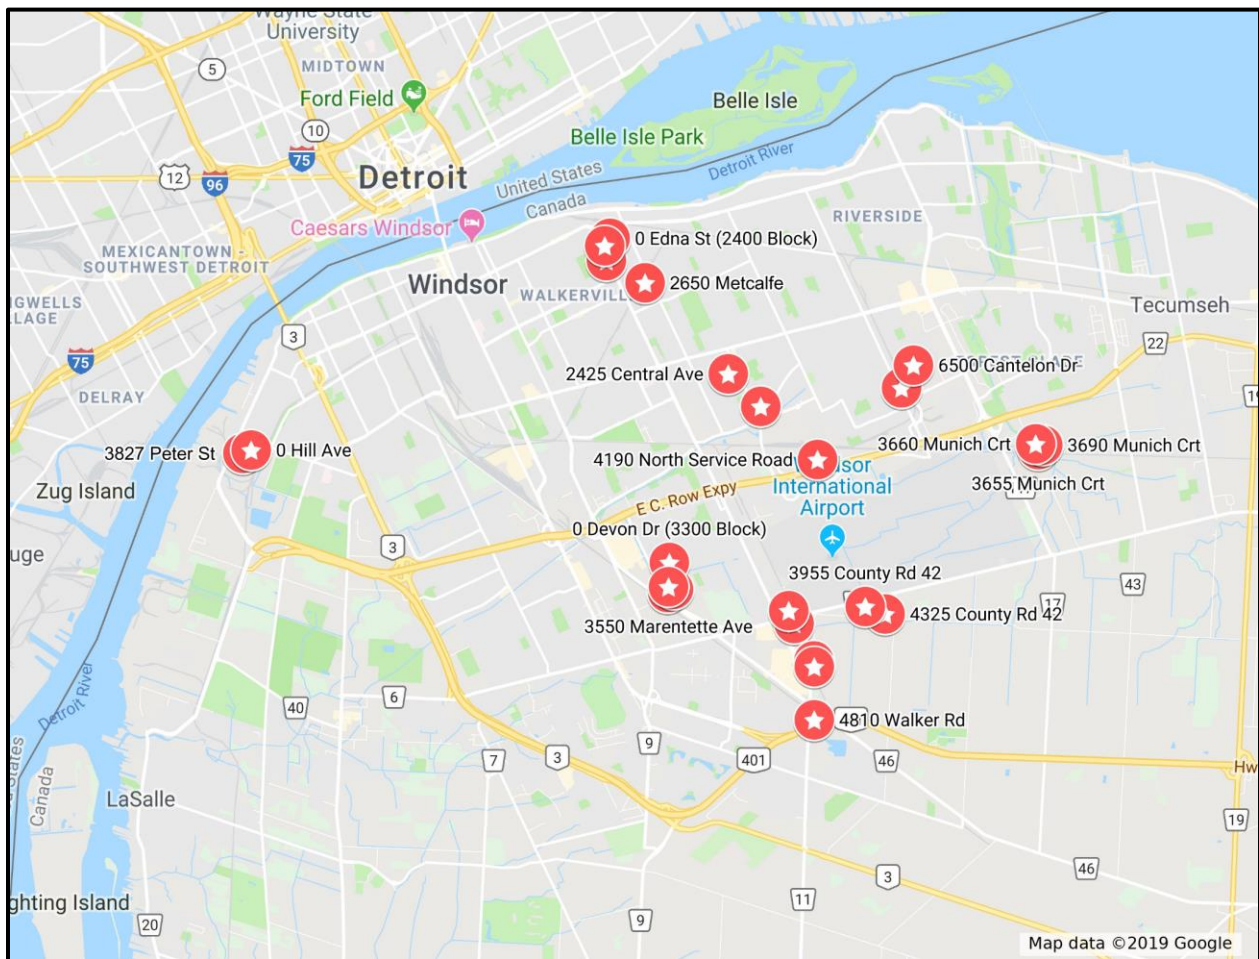 Wayne State
University
5
MIDTOWN
Ford Field
Belle Isle
Belle Isle Park
10
75
12
96
Detroit
United States
Canada
Detroit River
Caesars Windsor
RIVERSIDE
MEXICANTOWN -
SOUTHWEST DETROIT
0 Edna St (2400 Block)
Windsor
2650 Metcalfe
LAGE
Tecumseh
3
22
75
2425 Central Ave
6500 Cantelon Dr
DELRAY
19
3827 Peter St
0 Hill Ave
3660 Munich Crt
3690 Munich Crt
4190 North Service Road
3655 Munich Crt
Zug Island
International
Airport
E C. Row Expy
0 Devon Dr (3300 Block)
3
3955 County Rd 42
43
17
3550 Marentette Ave
4325 County Rd 42
Detroit River
40
6
4810 Walker Rd
9
7
3
401
46
Canada
LaSalle
19
46
3
20
9
11
Map data ©2019 Google